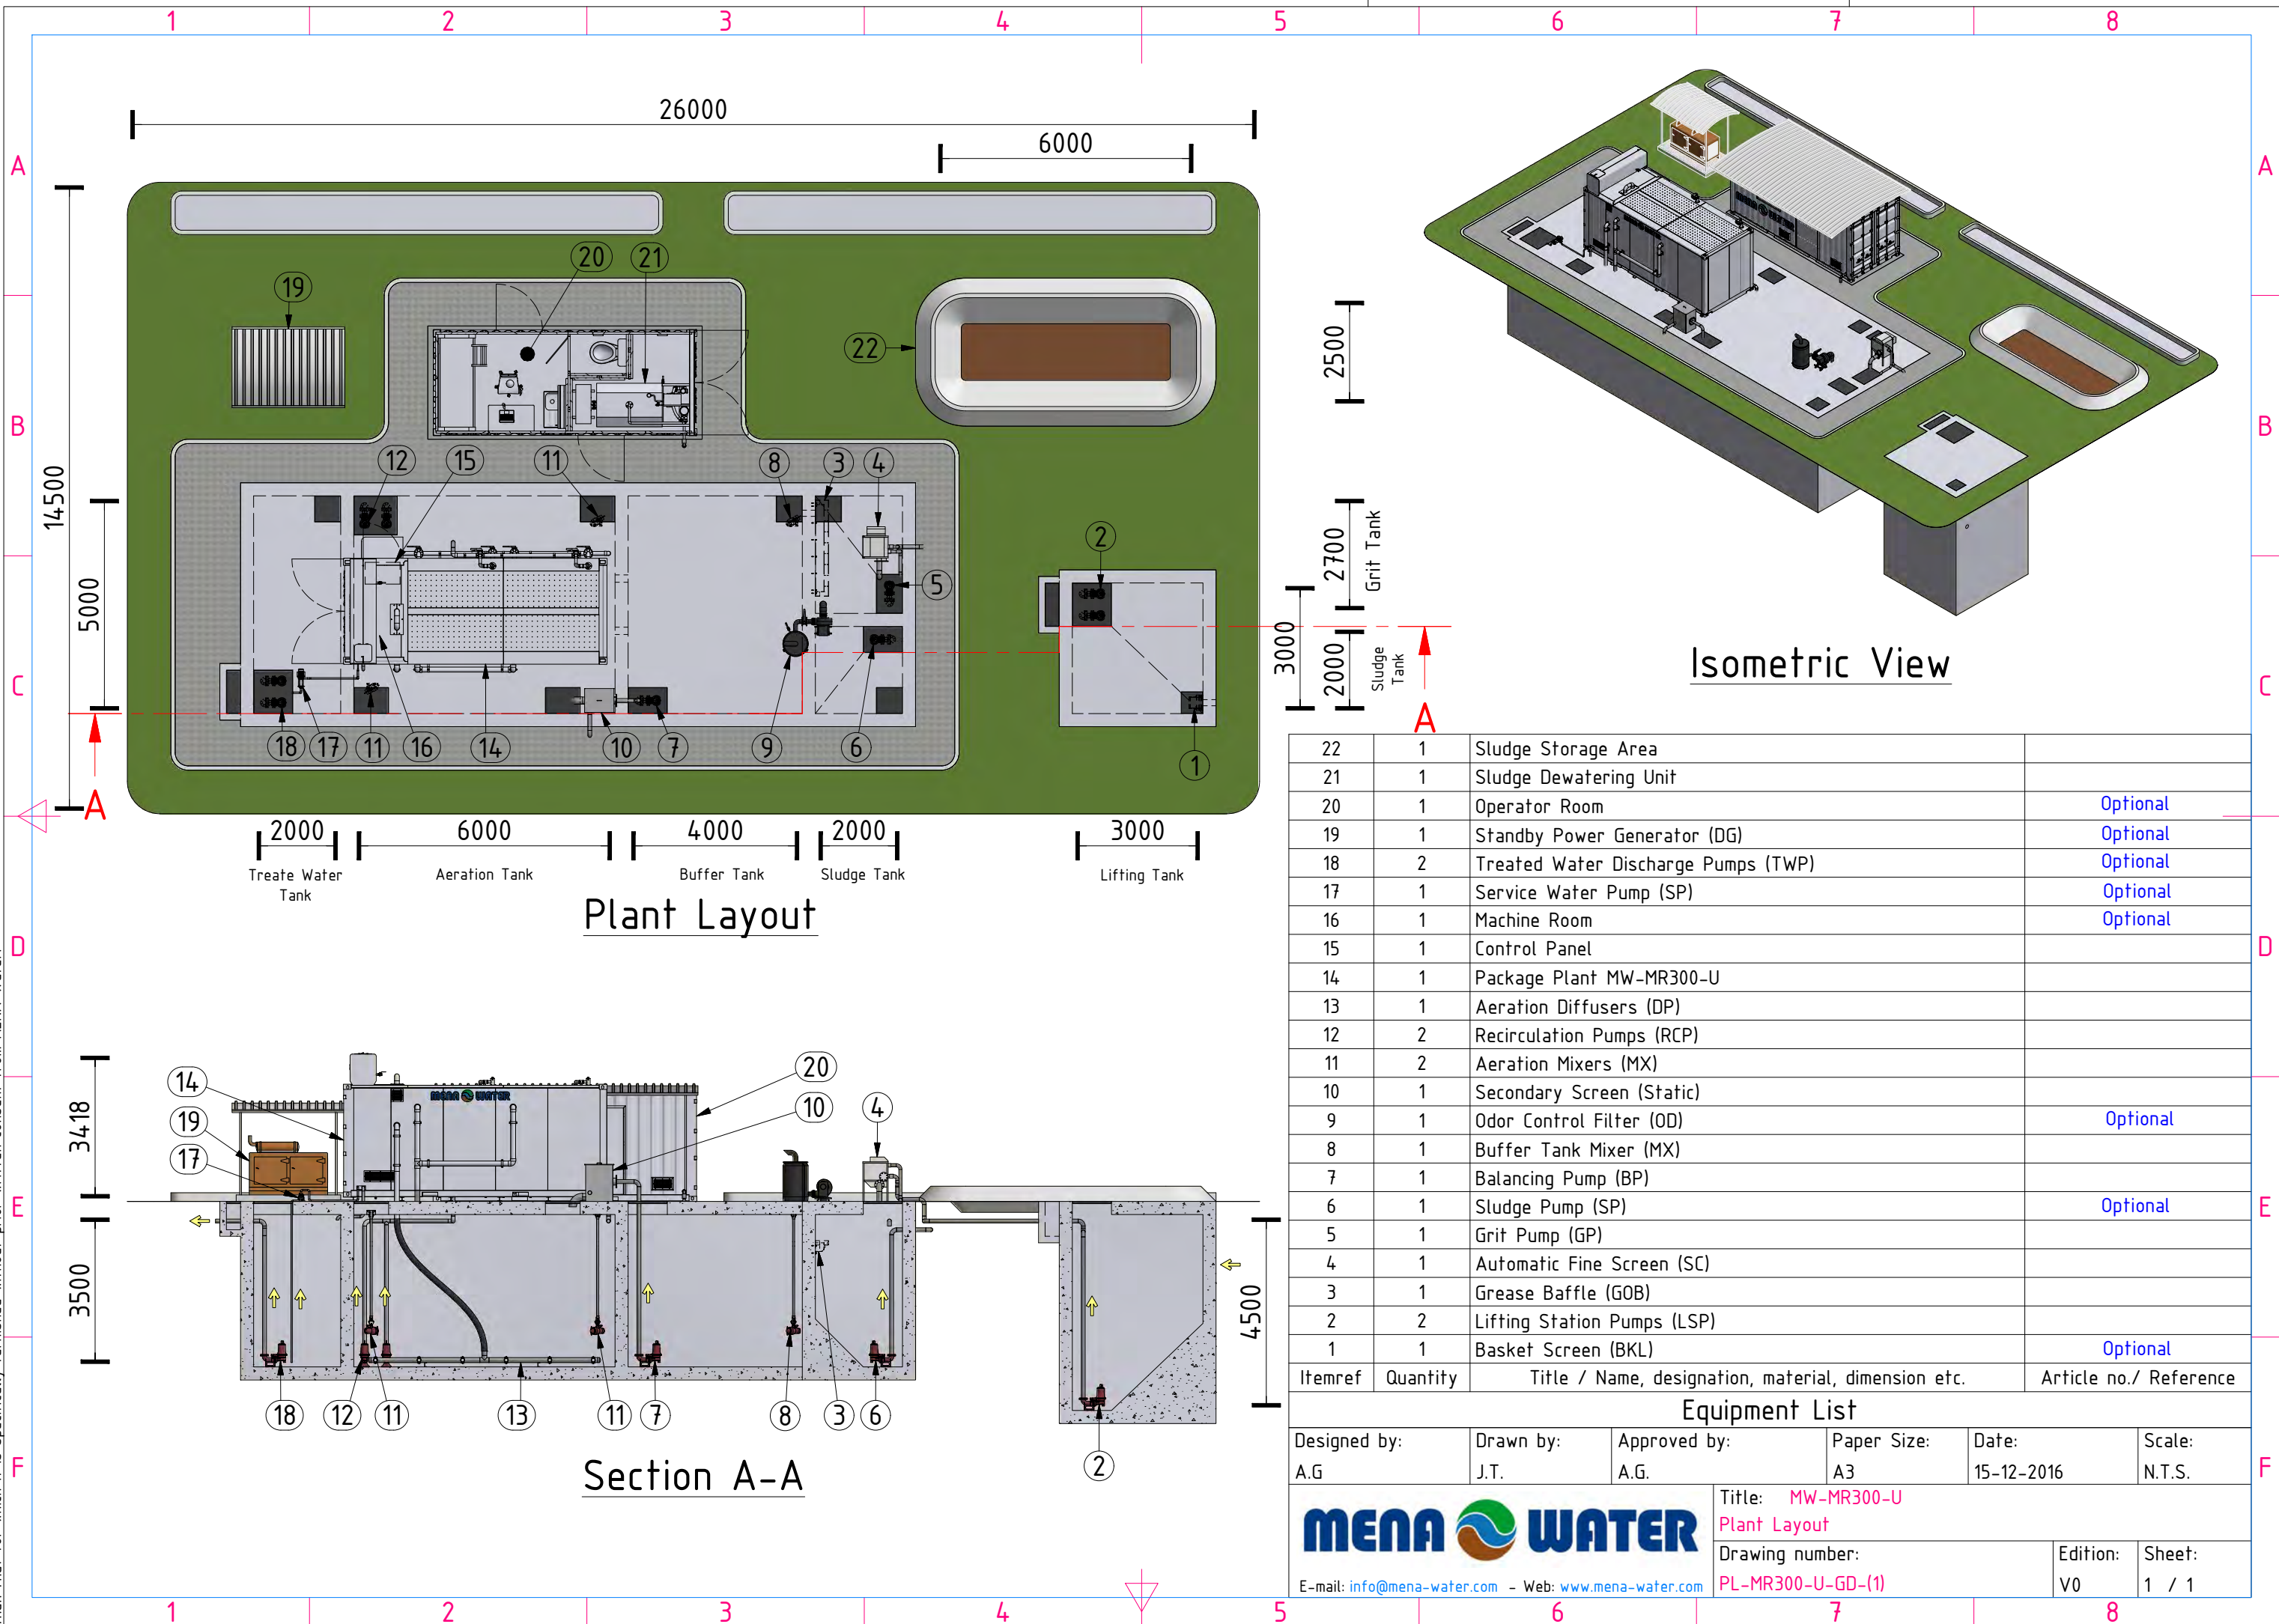 1 2 3 4 5 6 7 8
A B C D E F
A B C D E F
26000
6000
14500
5000
19
20
21
22
12
15
11
8
3
4
5
2
18
17
11
16
14
10
7
9
6
1
A
A
2500
2700
Grit Tank
3000
2000
Sludge
Tank
2000
6000
4000
2000
3000
Treate Water
Tank
Aeration Tank
Buffer Tank
Sludge Tank
Lifting Tank
Plant Layout
Isometric View
MENA WATER
3418
3500
4500
14
19
17
20
10
4
18
12
11
13
11
7
8
3
6
2
Section A-A
22 1 Sludge Storage Area
21 1 Sludge Dewatering Unit
20 1 Operator Room Optional
19 1 Standby Power Generator (DG) Optional
18 2 Treated Water Discharge Pumps (TWP) Optional
17 1 Service Water Pump (SP) Optional
16 1 Machine Room Optional
15 1 Control Panel
14 1 Package Plant MW-MR300-U
13 1 Aeration Diffusers (DP)
12 2 Recirculation Pumps (RCP)
11 2 Aeration Mixers (MX)
10 1 Secondary Screen (Static)
9 1 Odor Control Filter (OD) Optional
8 1 Buffer Tank Mixer (MX)
7 1 Balancing Pump (BP)
6 1 Sludge Pump (SP) Optional
5 1 Grit Pump (GP)
4 1 Automatic Fine Screen (SC)
3 1 Grease Baffle (GOB)
2 2 Lifting Station Pumps (LSP)
1 1 Basket Screen (BKL) Optional
Itemref Quantity Title / Name, designation, material, dimension etc. Article no./ Reference
Equipment List
Designed by: Drawn by: Approved by: Paper Size: Date: Scale:
A.G J.T. A.G. A3 15-12-2016 N.T.S.
MENA WATER
E-mail: info@mena-water.com - Web: www.mena-water.com
Title: MW-MR300-U
Plant Layout
Drawing number: Edition: Sheet:
PL-MR300-U-GD-(1) V0 1 / 1
1 2 3 4 5 6 7 8